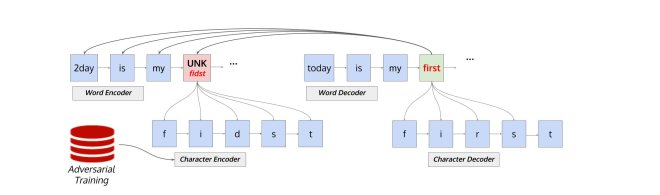 2day is my UNK ... today is my first ...
fidst
Word Encoder Word Decoder
f i d s t f i r s t
Character Encoder Character Decoder
Adversarial
Training